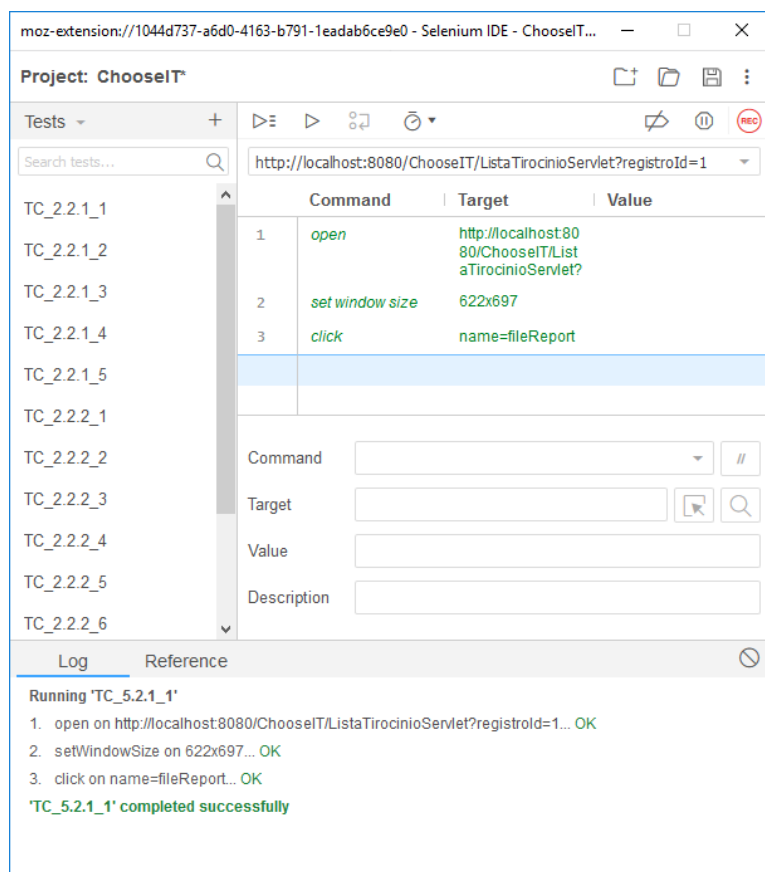 moz-extension://1044d737-a6d0-4163-b791-1eadab6ce9e0 - Selenium IDE - ChooseIT...
Project: ChooseIT*
Tests
Search tests...
TC_2.2.1_1
TC_2.2.1_2
TC_2.2.1_3
TC_2.2.1_4
TC_2.2.1_5
TC_2.2.2_1
TC_2.2.2_2
TC_2.2.2_3
TC_2.2.2_4
TC_2.2.2_5
TC_2.2.2_6
REC
http://localhost:8080/ChooseIT/ListaTirocinioServlet?registroId=1
Command Target Value
1 open http://localhost:80
80/ChooseIT/List
aTirocinioServlet?
2 set window size 622x697
3 click name=fileReport
Command
//
Target
Value
Description
Log Reference
Running 'TC_5.2.1_1'
1. open on http://localhost:8080/ChooseIT/ListaTirocinioServlet?registroId=1... OK
2. setWindowSize on 622x697... OK
3. click on name=fileReport... OK
'TC_5.2.1_1' completed successfully